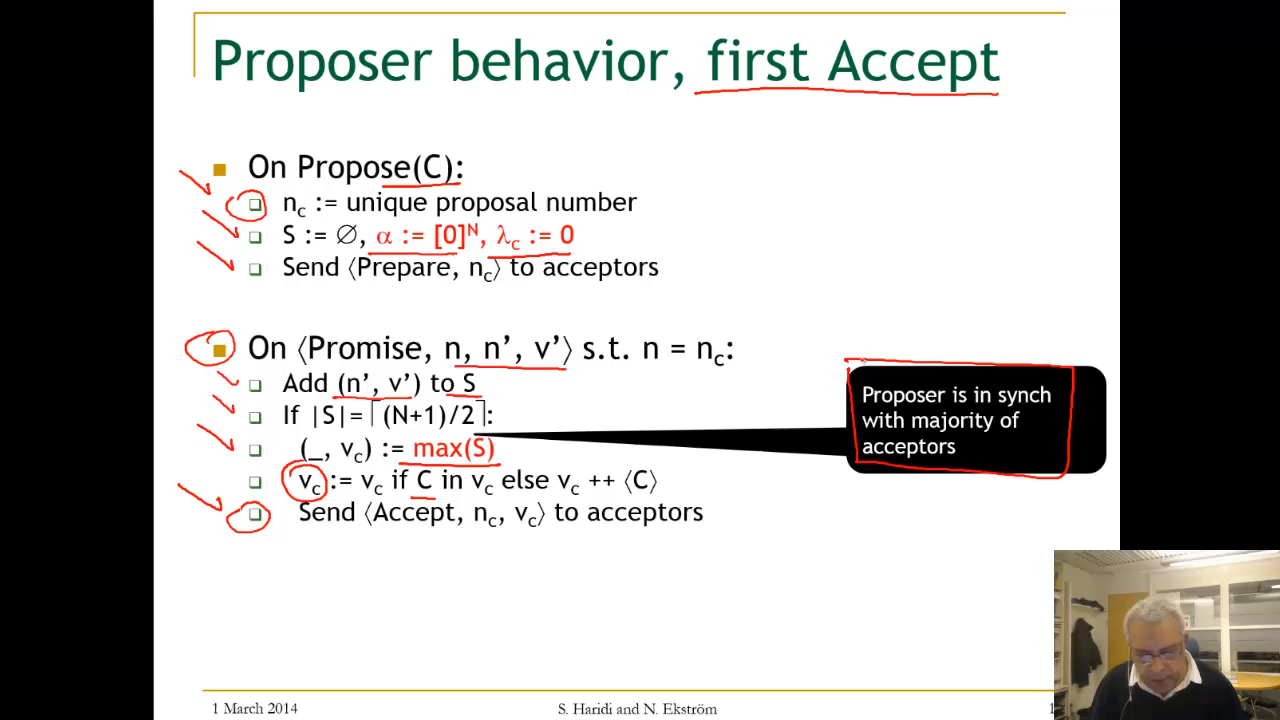 Proposer behavior, first Accept
On Propose(C):
n_c := unique proposal number
S := ∅, α := [0]^N, λ_c := 0
Send ⟨Prepare, n_c⟩ to acceptors
On ⟨Promise, n, n’, v’⟩ s.t. n = n_c:
Add (n’, v’) to S
If |S|=⌈(N+1)/2⌉:
(_, v_c) := max(S)
v_c := v_c if C in v_c else v_c ++ ⟨C⟩
Send ⟨Accept, n_c, v_c⟩ to acceptors
Proposer is in synch
with majority of
acceptors
1 March 2014
S. Haridi and N. Ekström